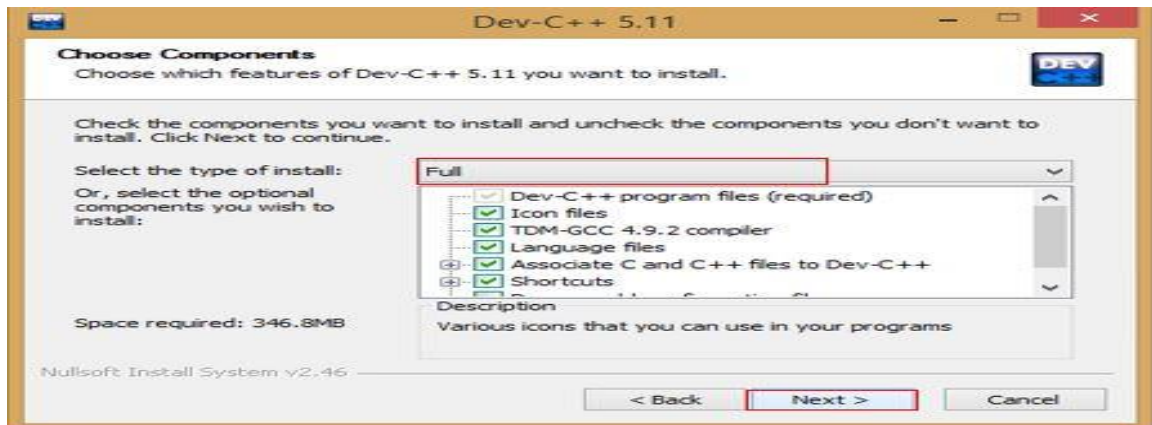 Dev-C++ 5.11
Choose Components
Choose which features of Dev-C++ 5.11 you want to install.
DEV
C++
Check the components you want to install and uncheck the components you don't want to
install. Click Next to continue.
Select the type of install:
Full
Or, select the optional
components you wish to
install:
Dev-C++ program files (required)
Icon files
TDM-GCC 4.9.2 compiler
Language files
Associate C and C++ files to Dev-C++
Shortcuts
Space required: 346.8MB
Description
Various icons that you can use in your programs
Nullsoft Install System v2.46
< Back
Next >
Cancel